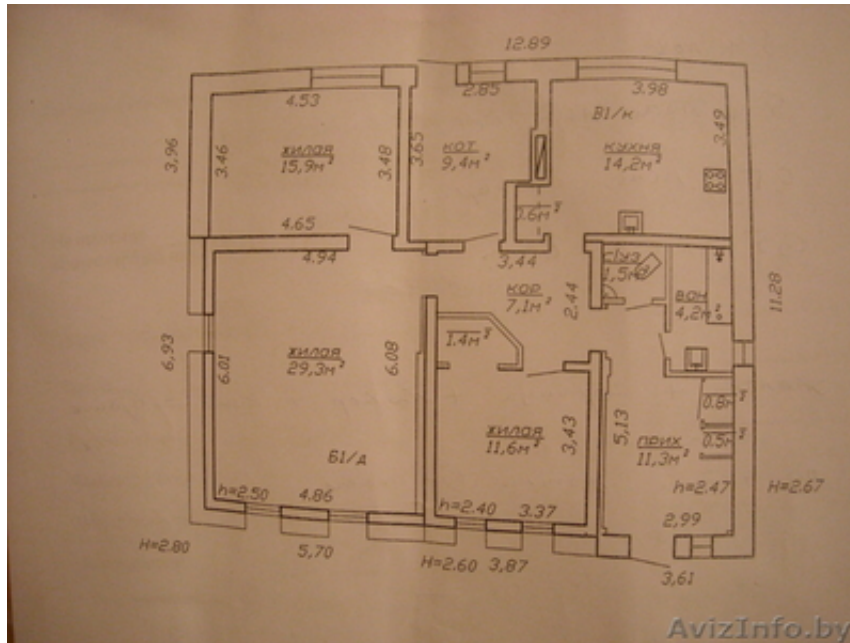 12.89
4.53
2.85
3.98
В1/к
3.96
3.46
жилая
15,9м²
3.48
3.65
кот
9.4м²
кухня
14,2м²
3.49
4.65
0.6м²
4.94
3,44
с/уз
1,5м²
кор
7,1м²
2.44
вон
4,2м²
11.28
6,93
6.01
жилая
29,3м²
6.08
1.4м²
0.8м²
жилая
11,6м²
3,43
5,13
прих
11,3м²
0.5м²
Б1/д
h=2.50
4.86
h=2.40
3.37
h=2.47
H=2.67
2,99
H=2.80
5,70
H=2.60
3,87
3,61
AvizInfo.by